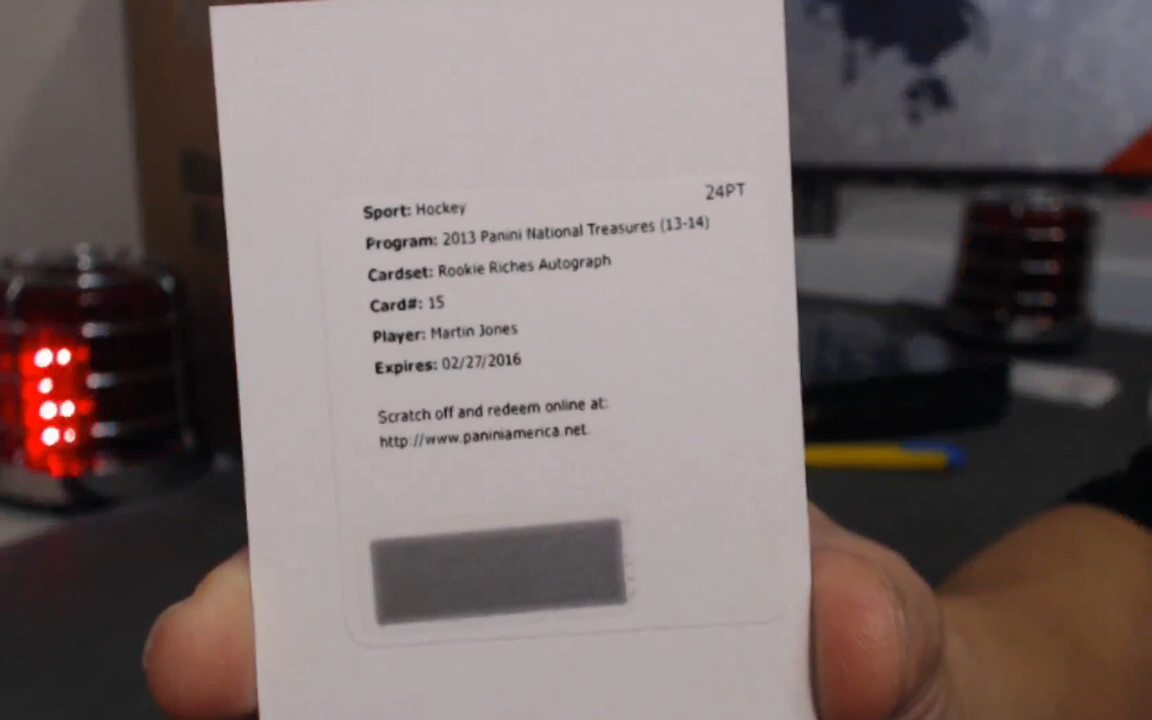 24PT
Sport: Hockey
Program: 2013 Panini National Treasures (13-14)
Cardset: Rookie Riches Autograph
Card#: 15
Player: Martin Jones
Expires: 02/27/2016
Scratch off and redeem online at:
http://www.paniniamerica.net.